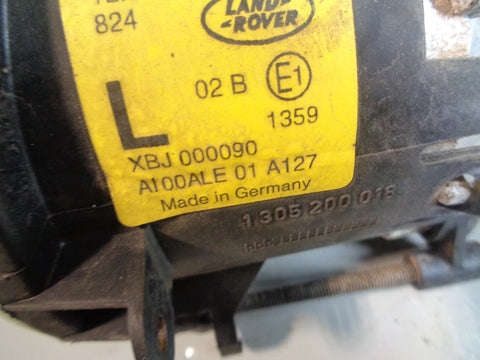 824
LAND-
-ROVER
02 B E1
L
1359
XBJ 000090
A100ALE 01 A127
Made in Germany
1 305 200 018